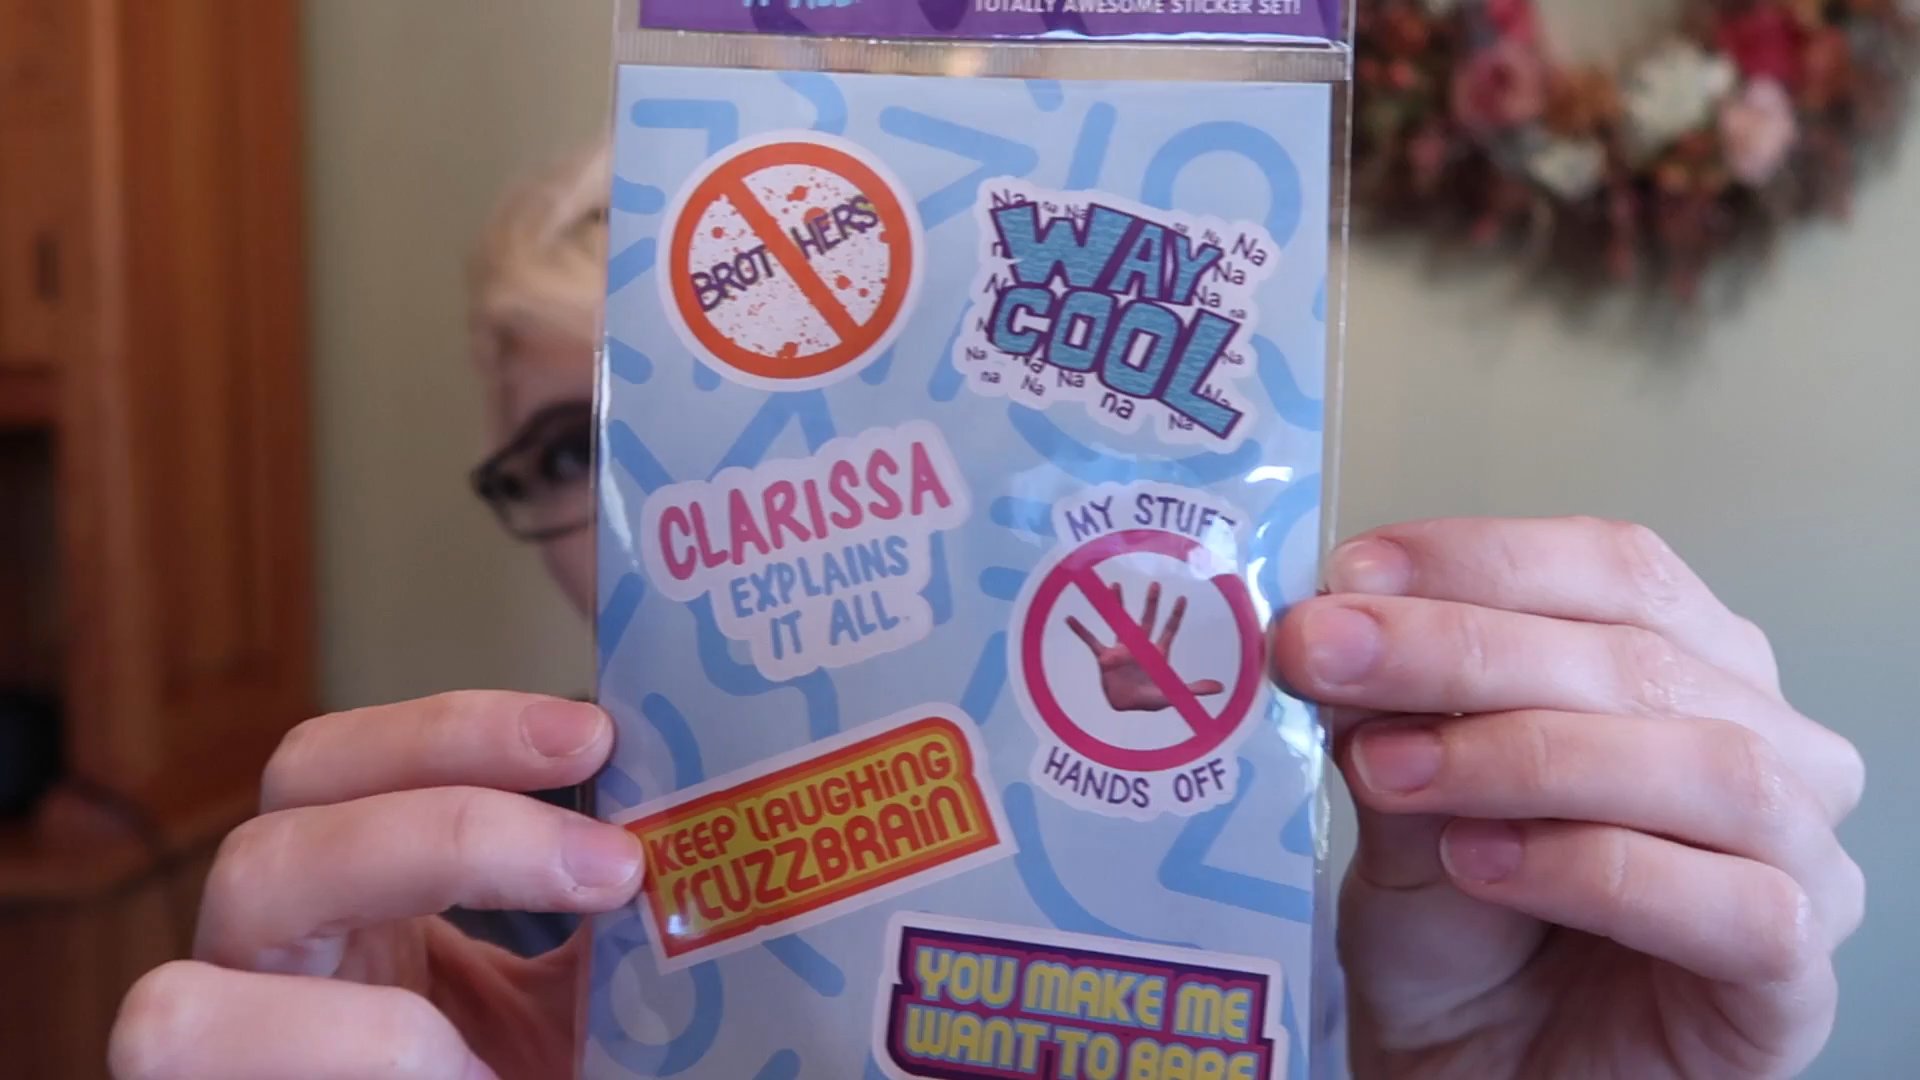 TOTALLY AWESOME STICKER SET!
BROTHERS
Na na Na
WAY
Na
Na
Na
COOL
Na Na Na
na Na na Na
CLARISSA
EXPLAINS
IT ALL
MY STUFF
HANDS OFF
KEEP LAUGHING
SCUZZBRAIN
YOU MAKE ME
WANT TO BARF